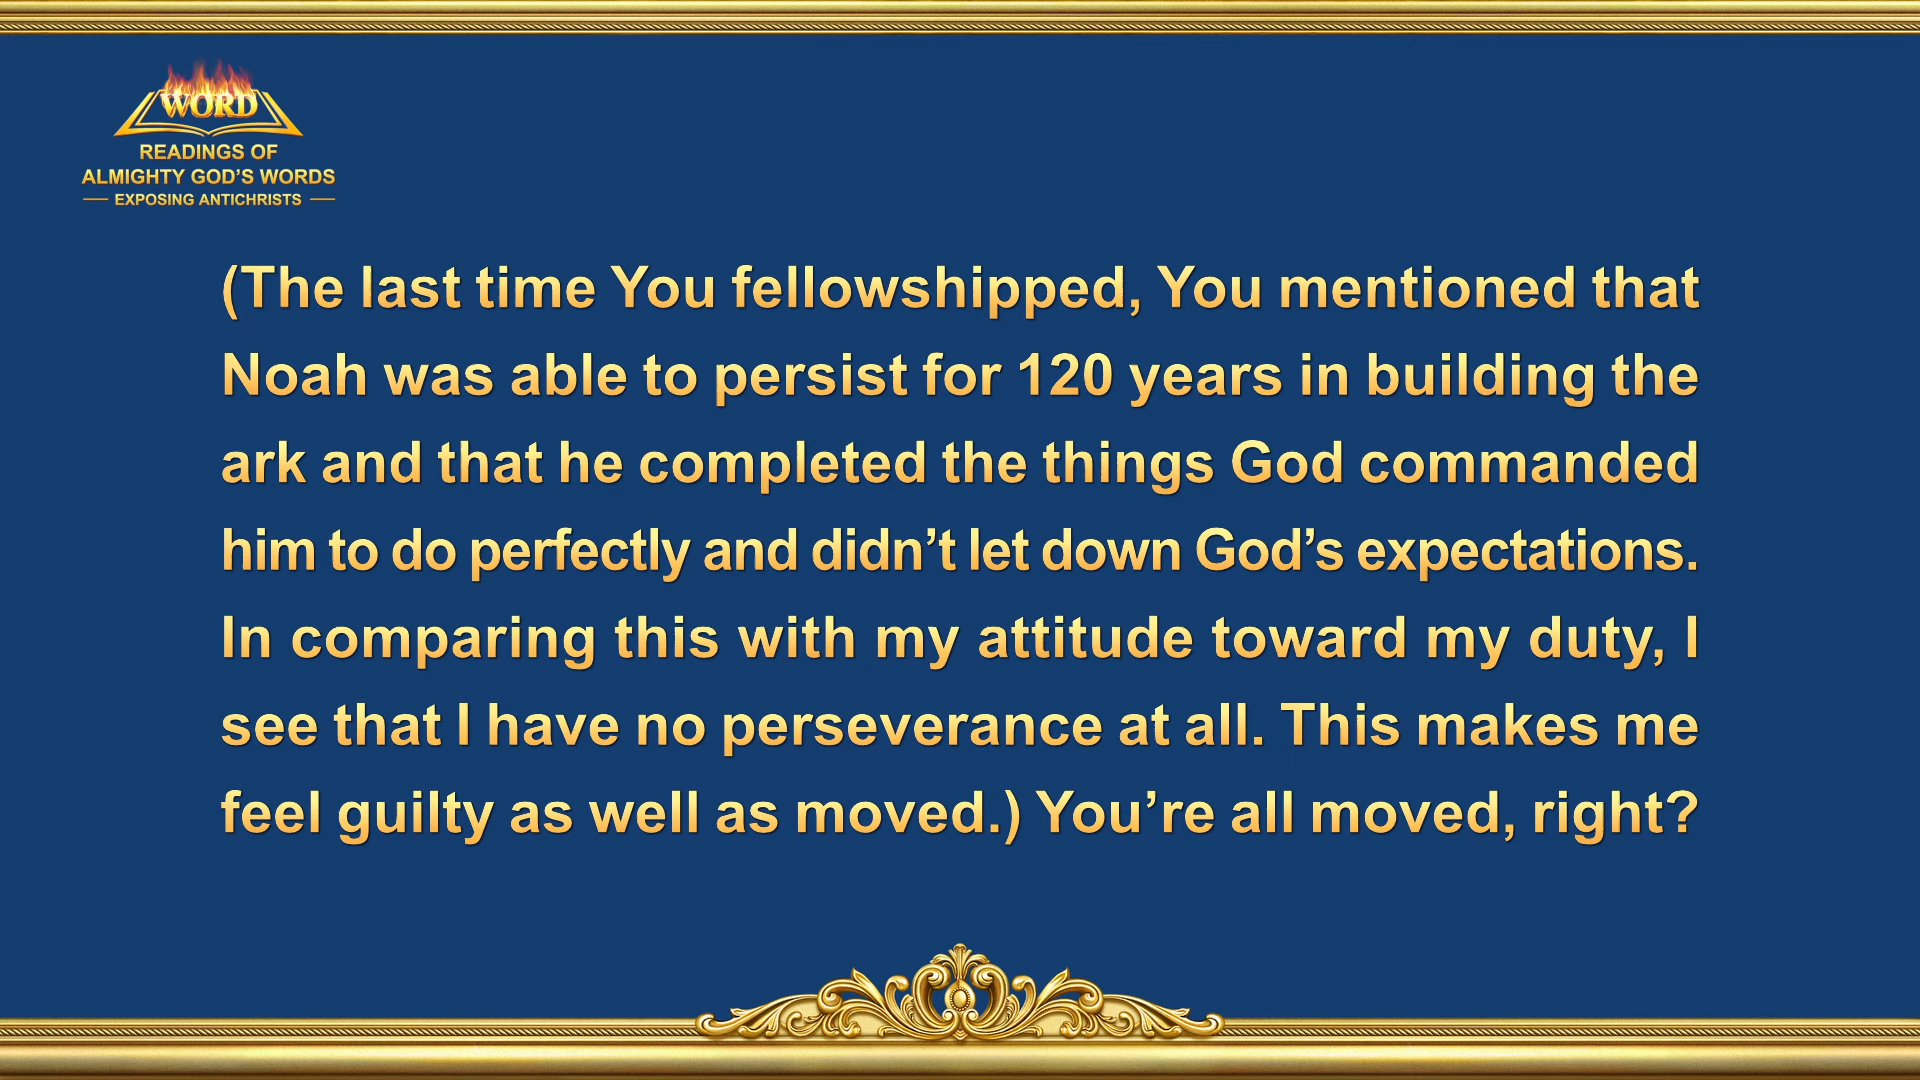 WORD
READINGS OF
ALMIGHTY GOD’S WORDS
EXPOSING ANTICHRISTS
(The last time You fellowshipped, You mentioned that
Noah was able to persist for 120 years in building the
ark and that he completed the things God commanded
him to do perfectly and didn’t let down God’s expectations.
In comparing this with my attitude toward my duty, I
see that I have no perseverance at all. This makes me
feel guilty as well as moved.) You’re all moved, right?